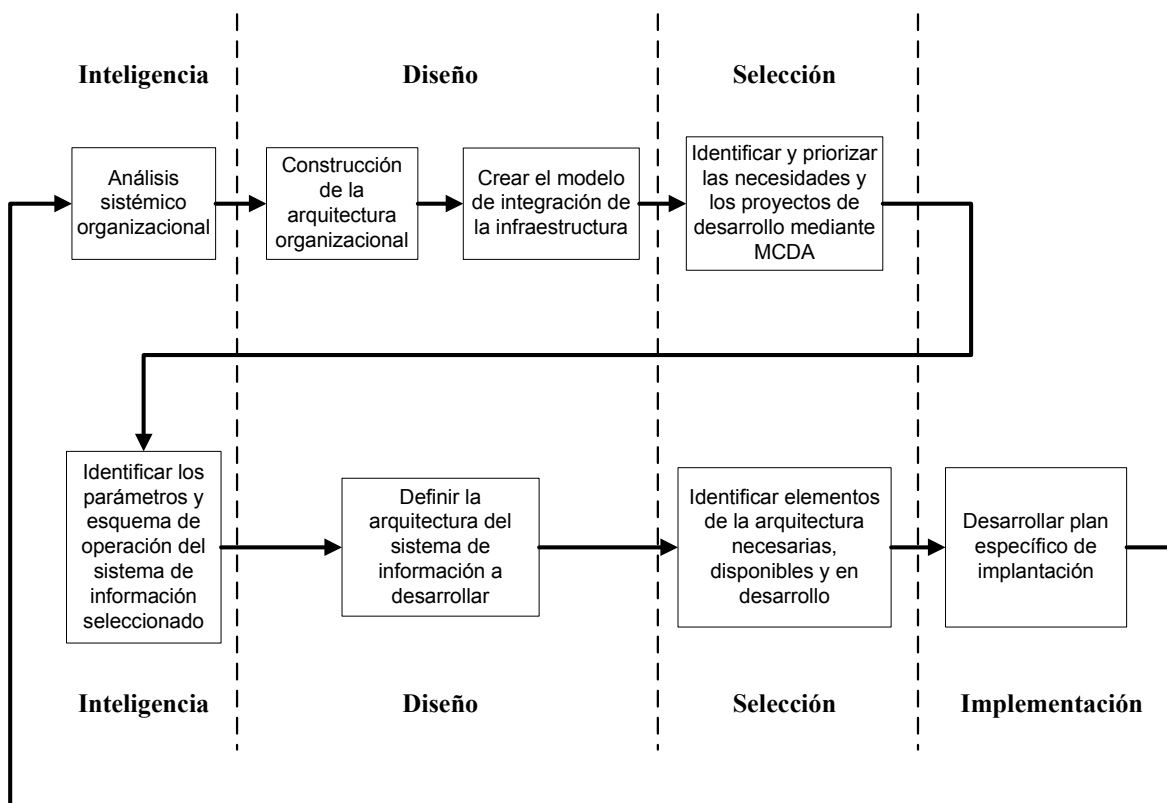 Inteligencia
Diseño
Selección
Análisis
sistémico
organizacional
Construcción
de la
arquitectura
organizacional
Crear el modelo
de integración de
la infraestructura
Identificar y priorizar
las necesidades y
los proyectos de
desarrollo mediante
MCDA
Identificar los
parámetros y
esquema de
operación del
sistema de
información
seleccionado
Definir la
arquitectura del
sistema de
información a
desarrollar
Identificar elementos
de la arquitectura
necesarias,
disponibles y en
desarrollo
Desarrollar plan
específico de
implantación
Inteligencia
Diseño
Selección
Implementación